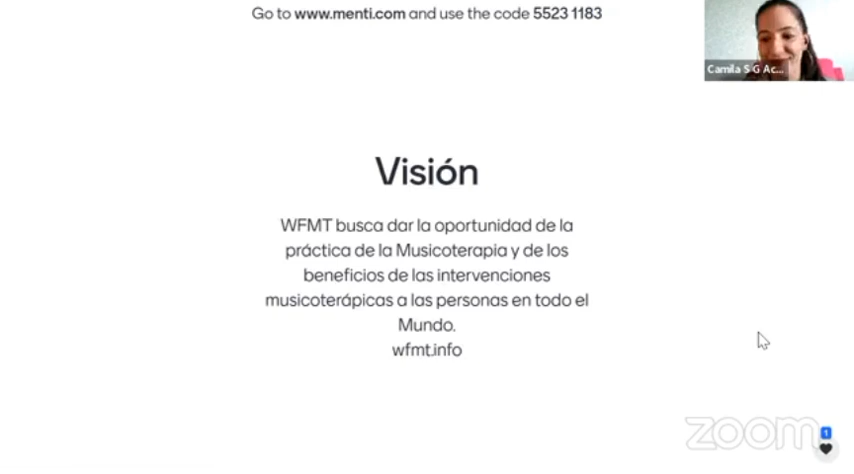 Go to www.menti.com and use the code 5523 1183
Camila S G Ac...
Visión
WFMT busca dar la oportunidad de la
práctica de la Musicoterapia y de los
beneficios de las intervenciones
musicoterápicas a las personas en todo el
Mundo.
wfmt.info
zoom
1